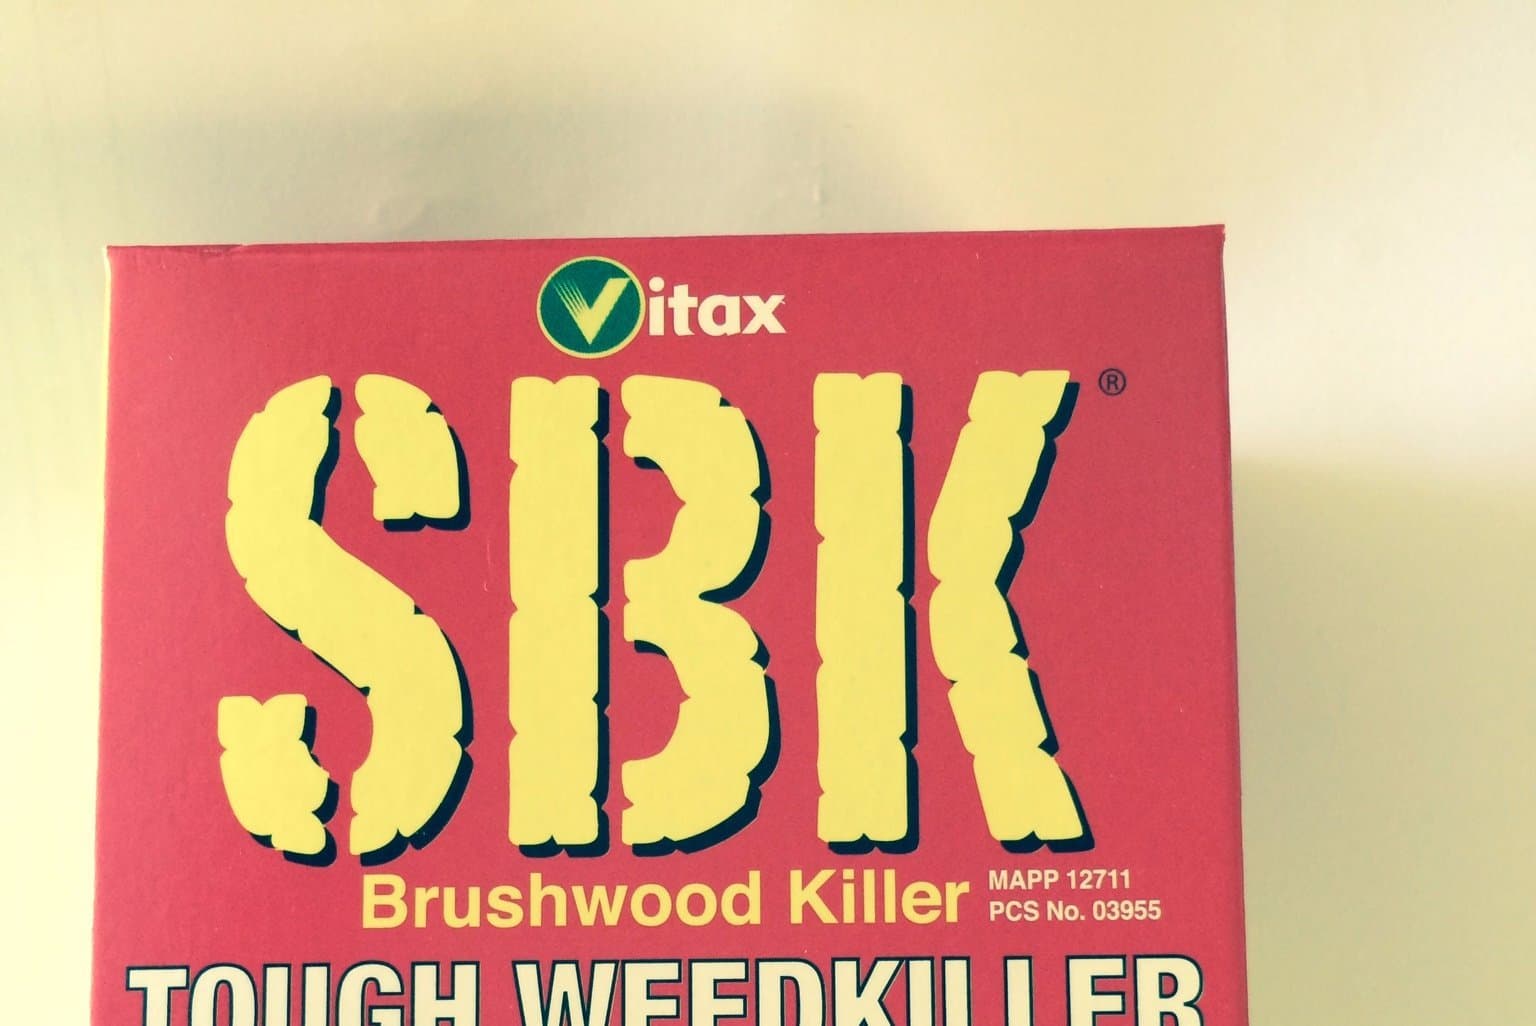 Vitax
SBK®
Brushwood Killer
MAPP 12711
PCS No. 03955
TOUGH WEEDKILLER